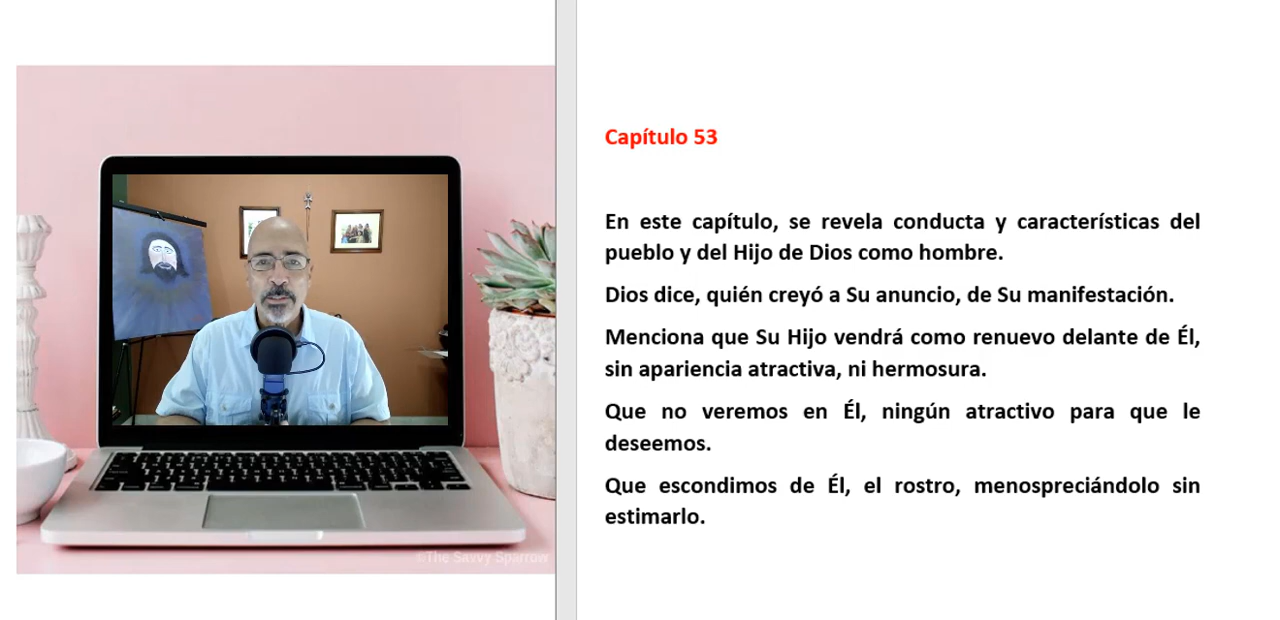 Capítulo 53
En este capítulo, se revela conducta y características del
pueblo y del Hijo de Dios como hombre.
Dios dice, quién creyó a Su anuncio, de Su manifestación.
Menciona que Su Hijo vendrá como renuevo delante de Él,
sin apariencia atractiva, ni hermosura.
Que no veremos en Él, ningún atractivo para que le
deseemos.
Que escondimos de Él, el rostro, menospreciándolo sin
estimarlo.
©The Savvy Sparrow